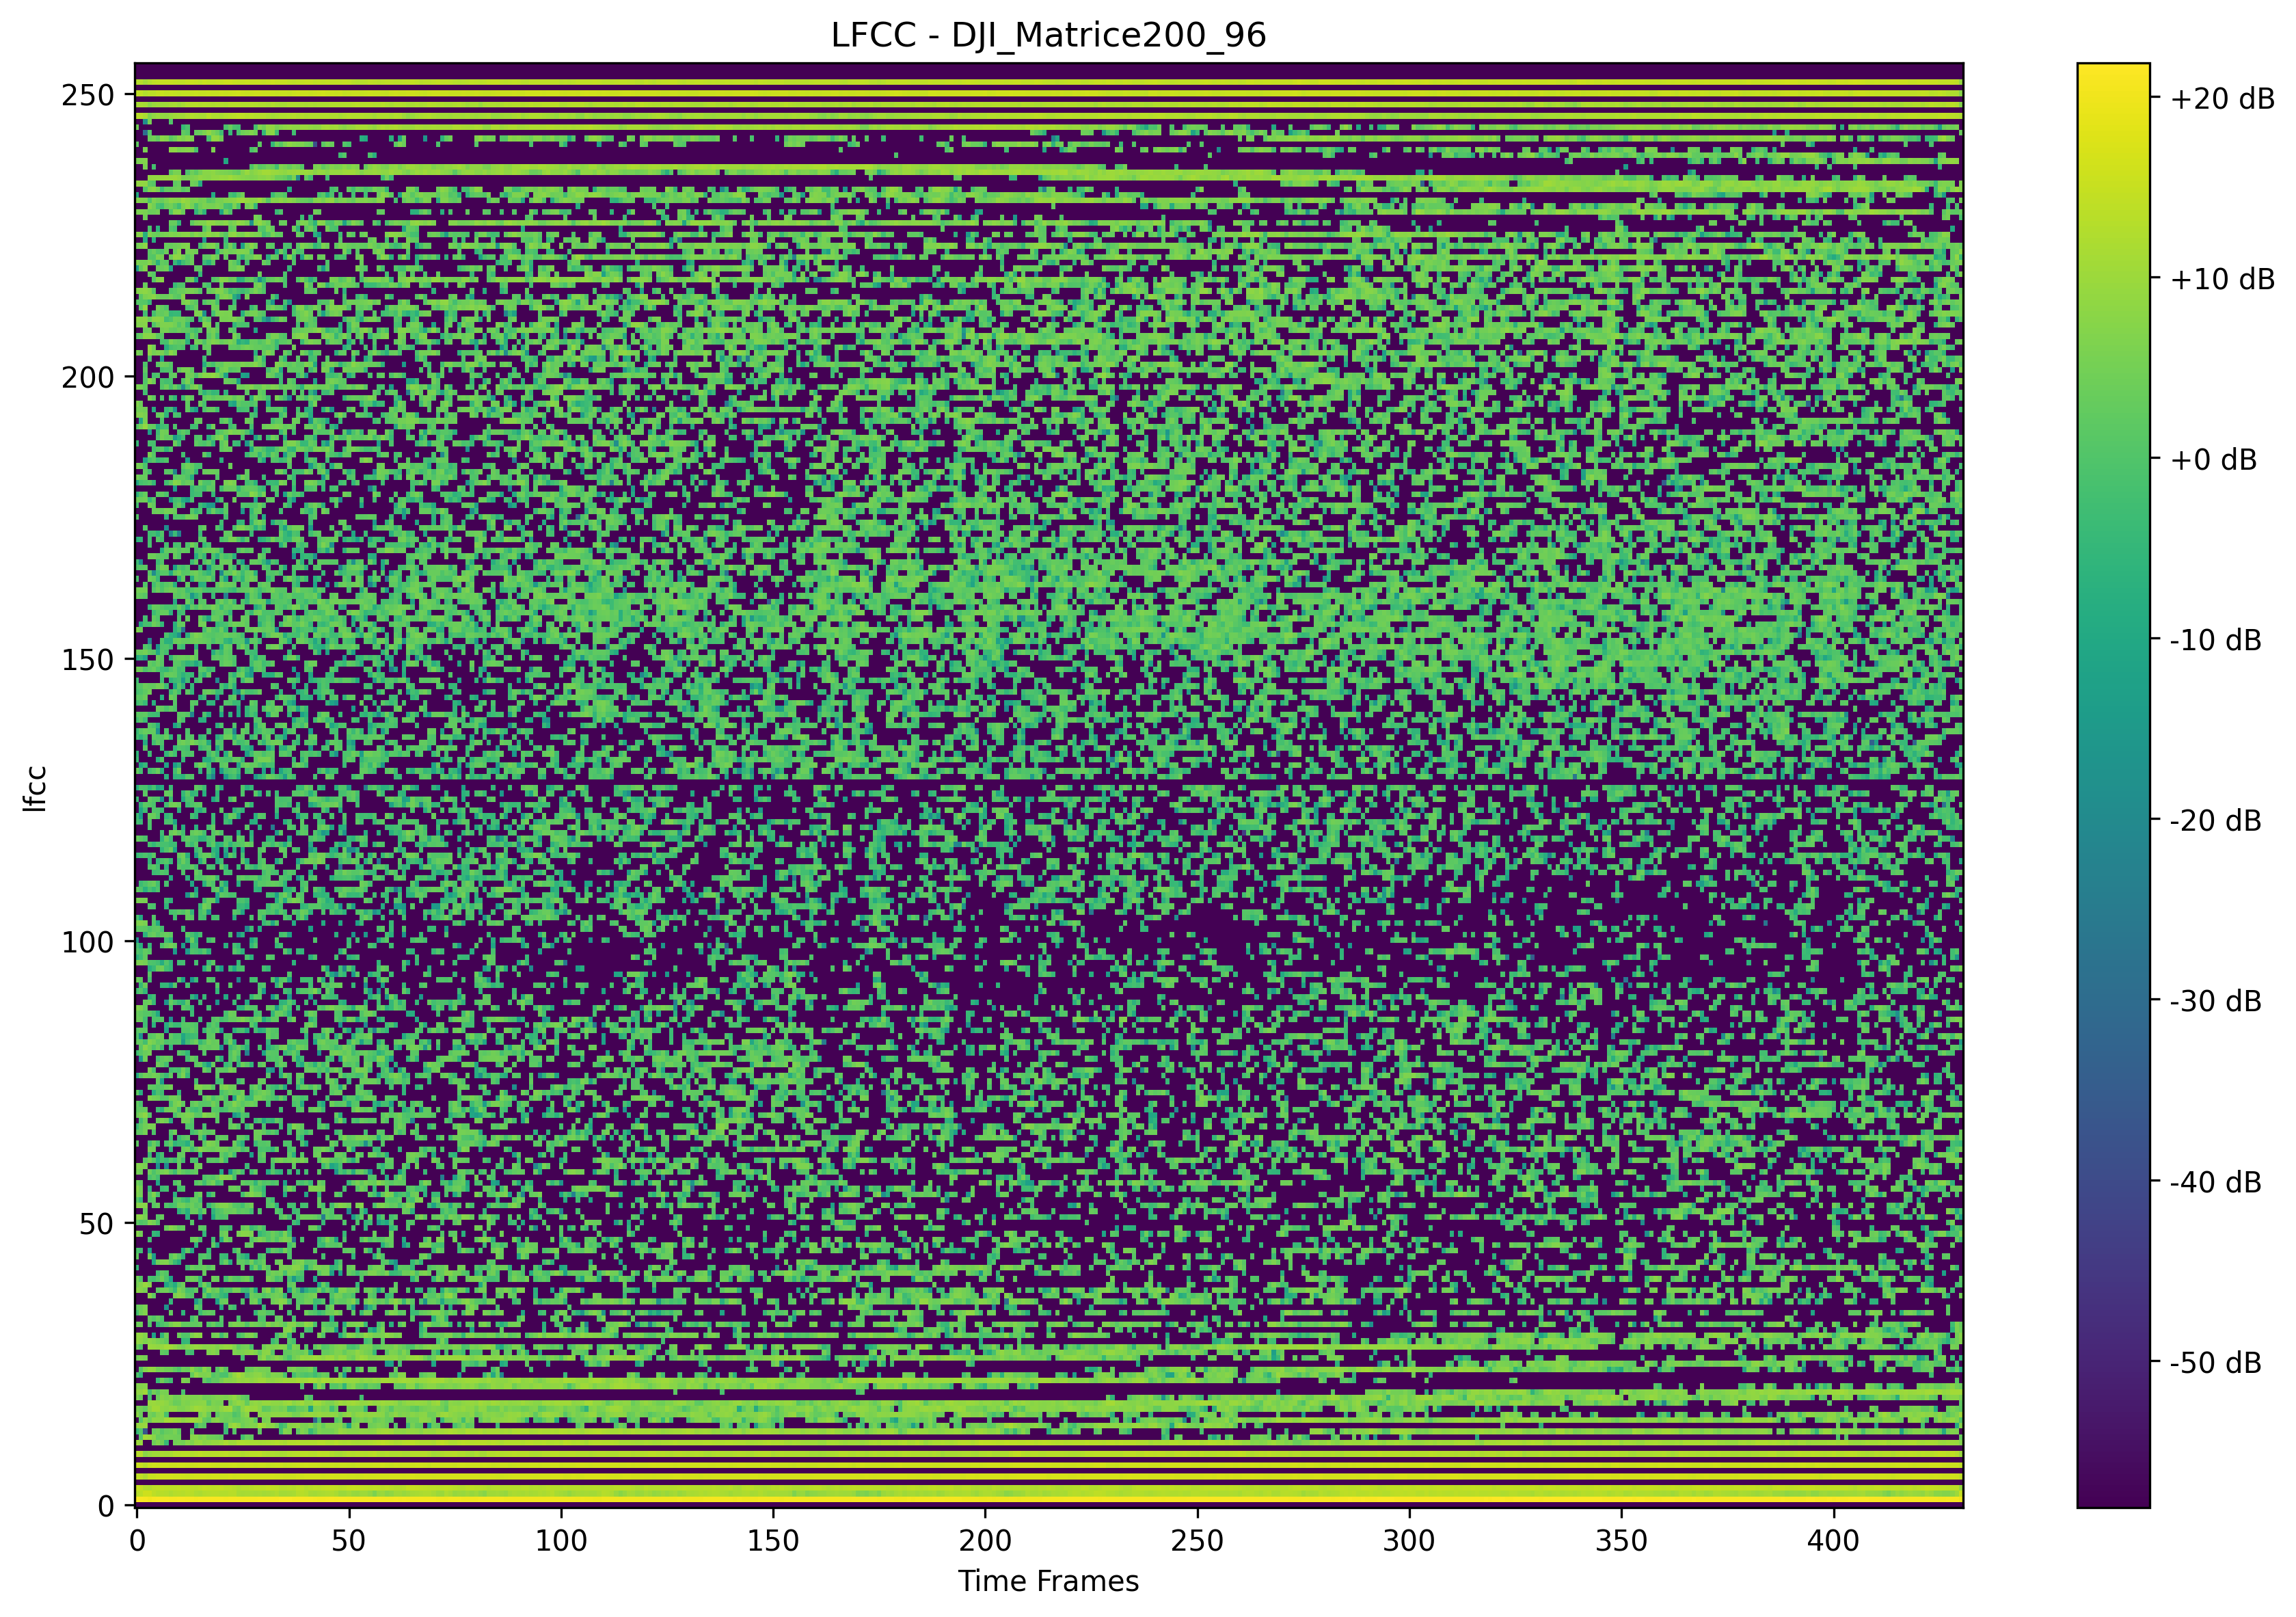 LFCC - DJI_Matrice200_96
250
200
150
100
50
0
lfcc
0 50 100 150 200 250 300 350 400
Time Frames
+20 dB
+10 dB
+0 dB
-10 dB
-20 dB
-30 dB
-40 dB
-50 dB